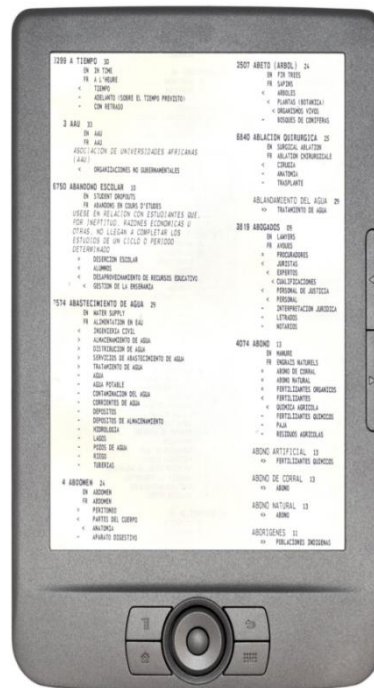 3299 A TIEMPO 30
EN IN TIME
FR A L'HEURE
< TIEMPO
- ADELANTO (SOBRE EL TIEMPO PREVISTO)
- CON RETRASO
3 AAU 33
EN AAU
FR AAU
ASOCIACION DE UNIVERSIDADES AFRICANAS
(AAU)
< ORGANIZACIONES NO GUBERNAMENTALES
6750 ABANDONO ESCOLAR 10
EN STUDENT DROPOUTS
FR ABANDONS EN COURS D'ETUDES
USESE EN RELACION CON ESTUDIANTES QUE,
POR INEPTITUD, RAZONES ECONOMICAS U
OTRAS, NO LLEGAN A COMPLETAR LOS
ESTUDIOS DE UN CICLO O PERIODO
DETERMINADO
> DESERCION ESCOLAR
< ALUMNOS
< DESAPROVECHAMIENTO DE RECURSOS EDUCATIVO
< GESTION DE LA ENSEÑANZA
7574 ABASTECIMIENTO DE AGUA 29
EN WATER SUPPLY
FR ALIMENTATION EN EAU
< INGENIERIA CIVIL
> ALMACENAMIENTO DE AGUA
> DISTRIBUCION DE AGUA
> SERVICIOS DE ABASTECIMIENTO DE AGUA
> TRATAMIENTO DE AGUA
- AGUA
- AGUA POTABLE
- CONTAMINACION DEL AGUA
- CORRIENTES DE AGUA
- DEPOSITOS
- DEPOSITOS DE ALMACENAMIENTO
- HIDROLOGIA
- LAGOS
- POZOS DE AGUA
- RIEGO
- TUBERIAS
4 ABDOMEN 24
EN ABDOMEN
FR ABDOMEN
> PERITONEO
< PARTES DEL CUERPO
< ANATOMIA
- APARATO DIGESTIVO
3507 ABETO (ARBOL) 24
EN FIR TREES
FR SAPINS
< ARBOLES
< PLANTAS (BOTANICA)
< ORGANISMOS VIVOS
- BOSQUES DE CONIFERAS
6840 ABLACION QUIRURGICA 25
EN SURGICAL ABLATION
FR ABLATION CHIRURGICALE
< CIRUGIA
- ANATOMIA
- TRASPLANTE
ABLANDAMIENTO DEL AGUA 29
<> TRATAMIENTO DE AGUA
3819 ABOGADOS 09
EN LAWYERS
FR AVOUES
> PROCURADORES
< JURISTAS
< EXPERTOS
< CUALIFICACIONES
< PERSONAL DE JUSTICIA
< PERSONAL
- INTERPRETACION JURIDICA
- LETRADOS
- NOTARIOS
4074 ABONO 13
EN MANURE
FR ENGRAIS NATURELS
> ABONO DE CORRAL
> ABONO NATURAL
< FERTILIZANTES ORGANICOS
< FERTILIZANTES
< QUIMICA AGRICOLA
- FERTILIZANTES QUIMICOS
- PAJA
- RESIDUOS AGRICOLAS
ABONO ARTIFICIAL 13
<> FERTILIZANTES QUIMICOS
ABONO DE CORRAL 13
<> ABONO
ABONO NATURAL 13
<> ABONO
ABORIGENES 11
<> POBLACIONES INDIGENAS